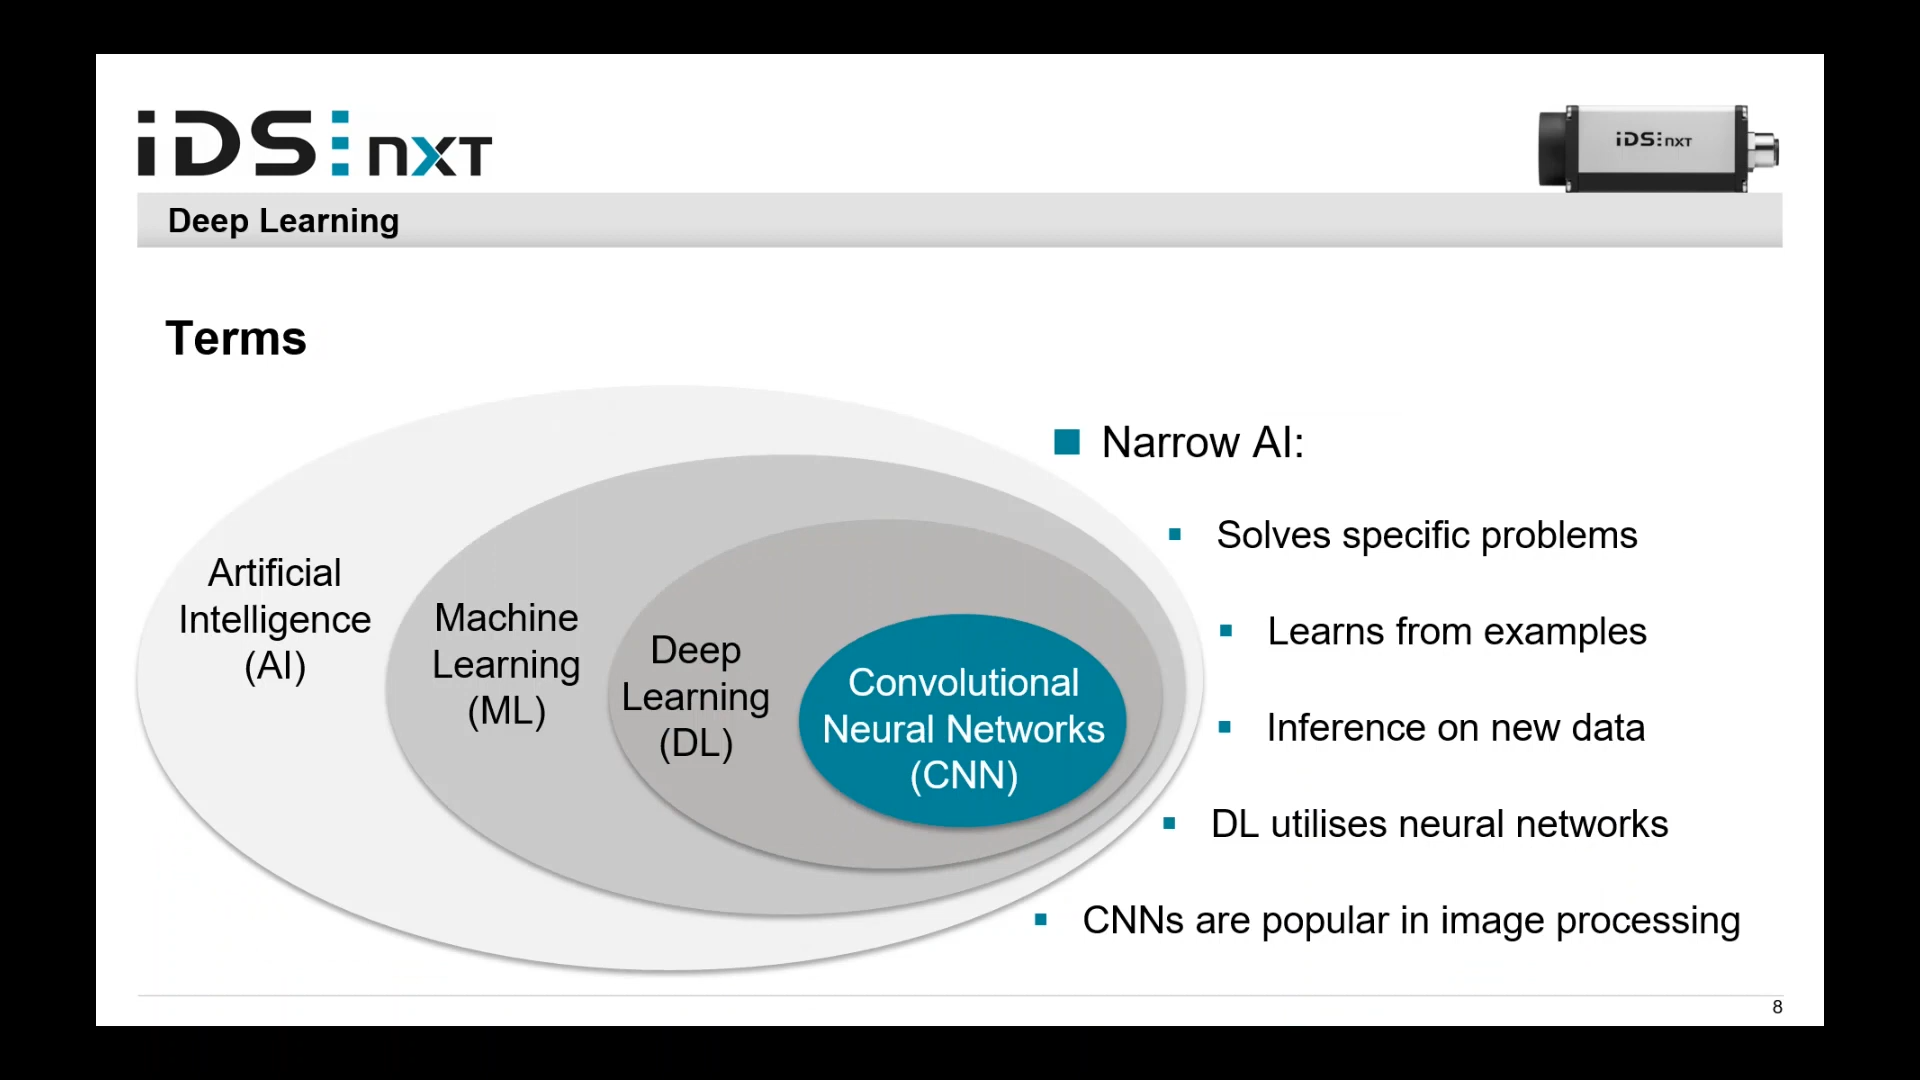 iDS nxt
iDS nxt
Deep Learning
Terms
Artificial
Intelligence
(AI)
Machine
Learning
(ML)
Deep
Learning
(DL)
Convolutional
Neural Networks
(CNN)
Narrow AI:
Solves specific problems
Learns from examples
Inference on new data
DL utilises neural networks
CNNs are popular in image processing
8